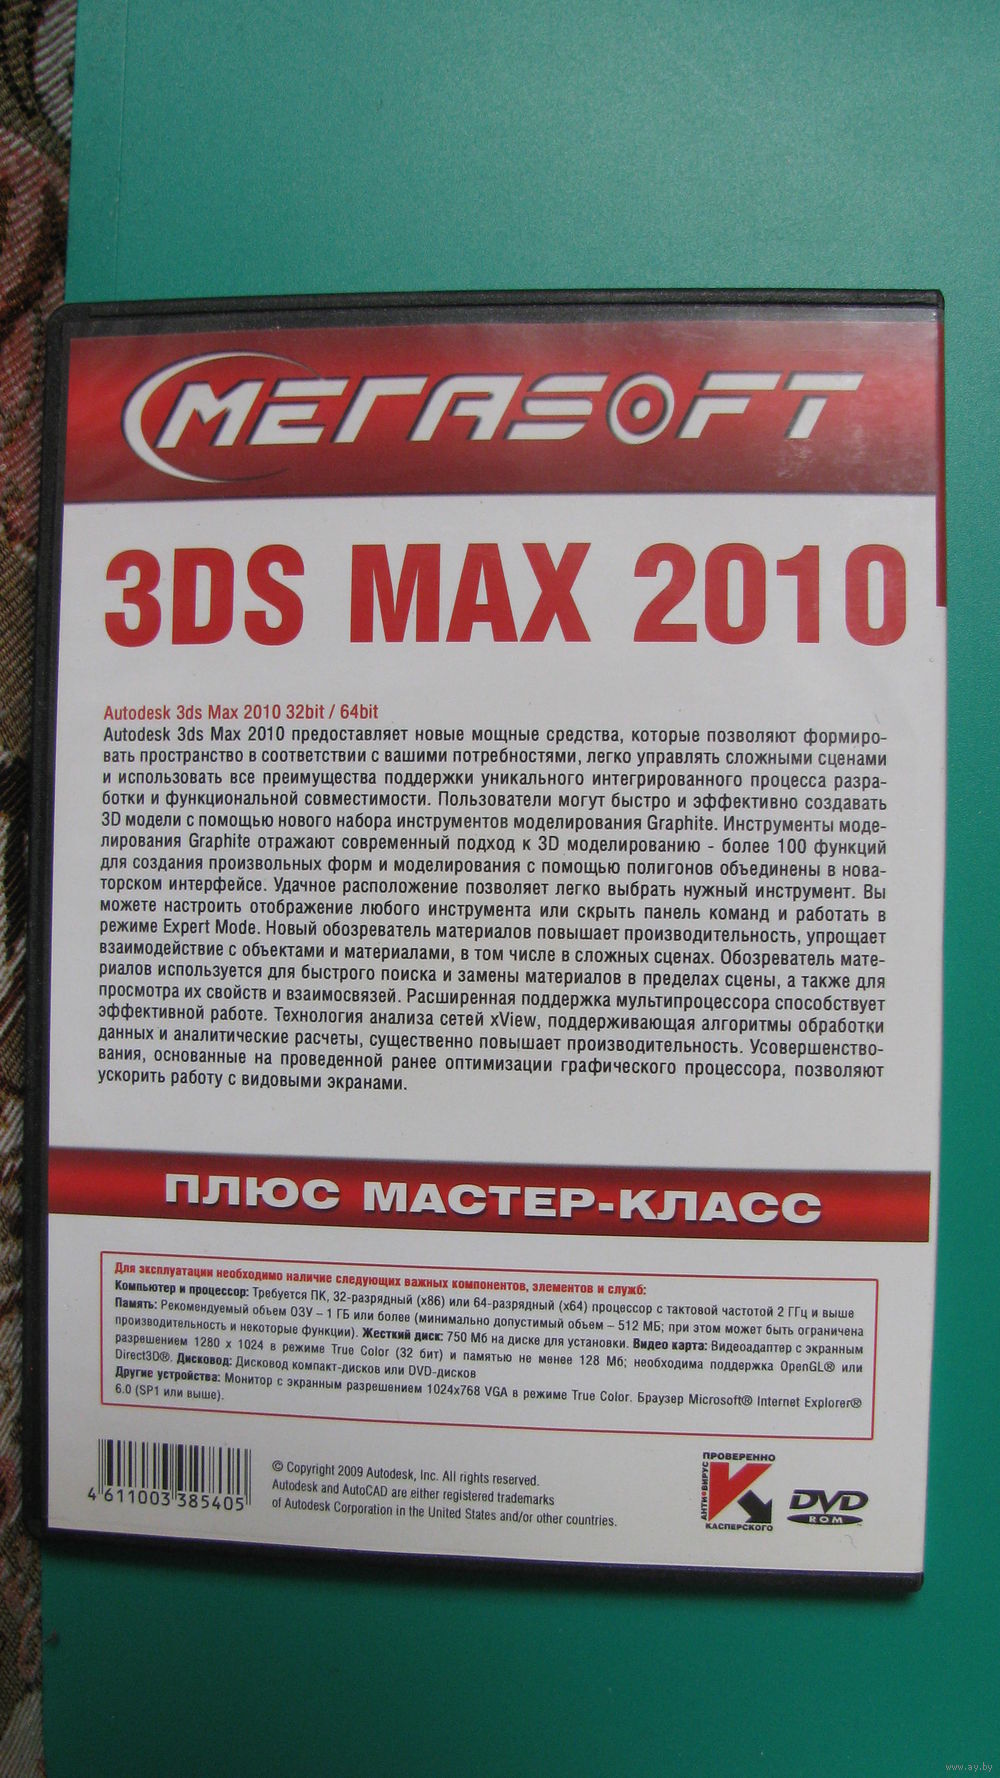 МЕГАSOFT
3DS MAX 2010
Autodesk 3ds Max 2010 32bit / 64bit
Autodesk 3ds Max 2010 предоставляет новые мощные средства, которые позволяют формиро-
вать пространство в соответствии с вашими потребностями, легко управлять сложными сценами
и использовать все преимущества поддержки уникального интегрированного процесса разра-
ботки и функциональной совместимости. Пользователи могут быстро и эффективно создавать
3D модели с помощью нового набора инструментов моделирования Graphite. Инструменты моде-
лирования Graphite отражают современный подход к 3D моделированию - более 100 функций
для создания произвольных форм и моделирования с помощью полигонов объединены в нова-
торском интерфейсе. Удачное расположение позволяет легко выбрать нужный инструмент. Вы
можете настроить отображение любого инструмента или скрыть панель команд и работать в
режиме Expert Mode. Новый обозреватель материалов повышает производительность, упрощает
взаимодействие с объектами и материалами, в том числе в сложных сценах. Обозреватель мате-
риалов используется для быстрого поиска и замены материалов в пределах сцены, а также для
просмотра их свойств и взаимосвязей. Расширенная поддержка мультипроцессора способствует
эффективной работе. Технология анализа сетей xView, поддерживающая алгоритмы обработки
данных и аналитические расчеты, существенно повышает производительность. Усовершенство-
вания, основанные на проведенной ранее оптимизации графического процессора, позволяют
ускорить работу с видовыми экранами.
ПЛЮС МАСТЕР-КЛАСС
Для эксплуатации необходимо наличие следующих важных компонентов, элементов и служб:
Компьютер и процессор: Требуется ПК, 32-разрядный (x86) или 64-разрядный (x64) процессор с тактовой частотой 2 ГГц и выше
Память: Рекомендуемый объем ОЗУ – 1 ГБ или более (минимально допустимый объем – 512 МБ; при этом может быть ограничена
производительность и некоторые функции). Жесткий диск: 750 Мб на диске для установки. Видео карта: Видеоадаптер с экранным
разрешением 1280 x 1024 в режиме True Color (32 бит) и памятью не менее 128 Мб; необходима поддержка OpenGL® или
Direct3D®. Дисковод: Дисковод компакт-дисков или DVD-дисков
Другие устройства: Монитор с экранным разрешением 1024x768 VGA в режиме True Color. Браузер Microsoft® Internet Explorer®
6.0 (SP1 или выше).
4 611003 385405
© Copyright 2009 Autodesk, Inc. All rights reserved.
Autodesk and AutoCAD are either registered trademarks
of Autodesk Corporation in the United States and/or other countries.
ПРОВЕРЕННО
АНТИ•ВИРУС
КАСПЕРСКОГО
DVD
ROM
www.ay.by